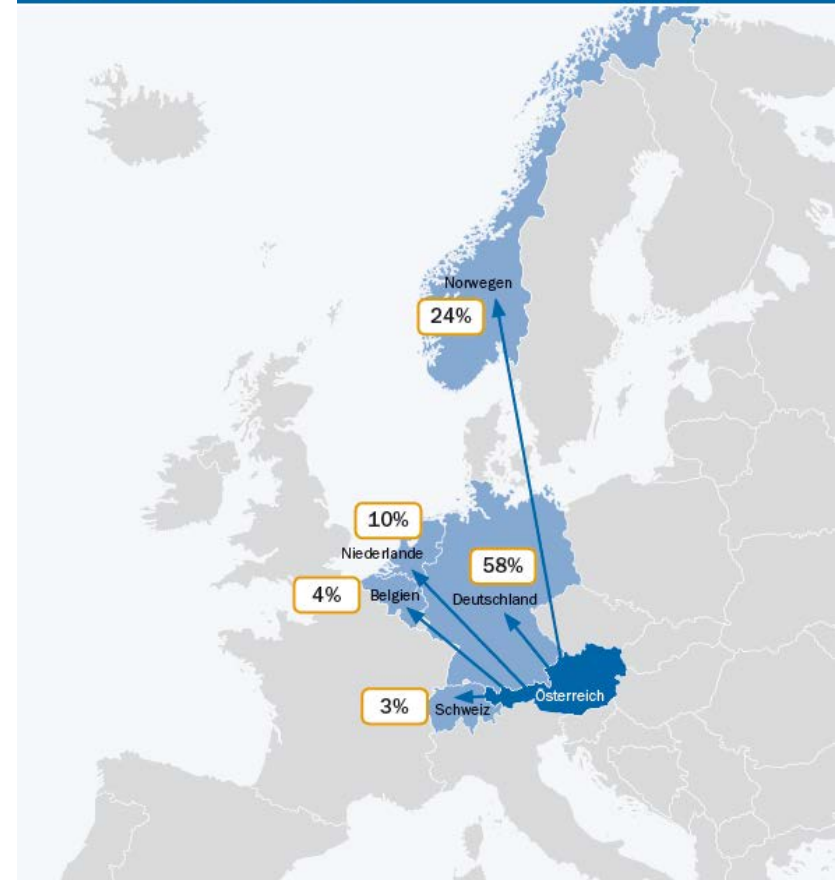 Norwegen
24%
10%
Niederlande
58%
4%
Belgien
Deutschland
Österreich
3%
Schweiz